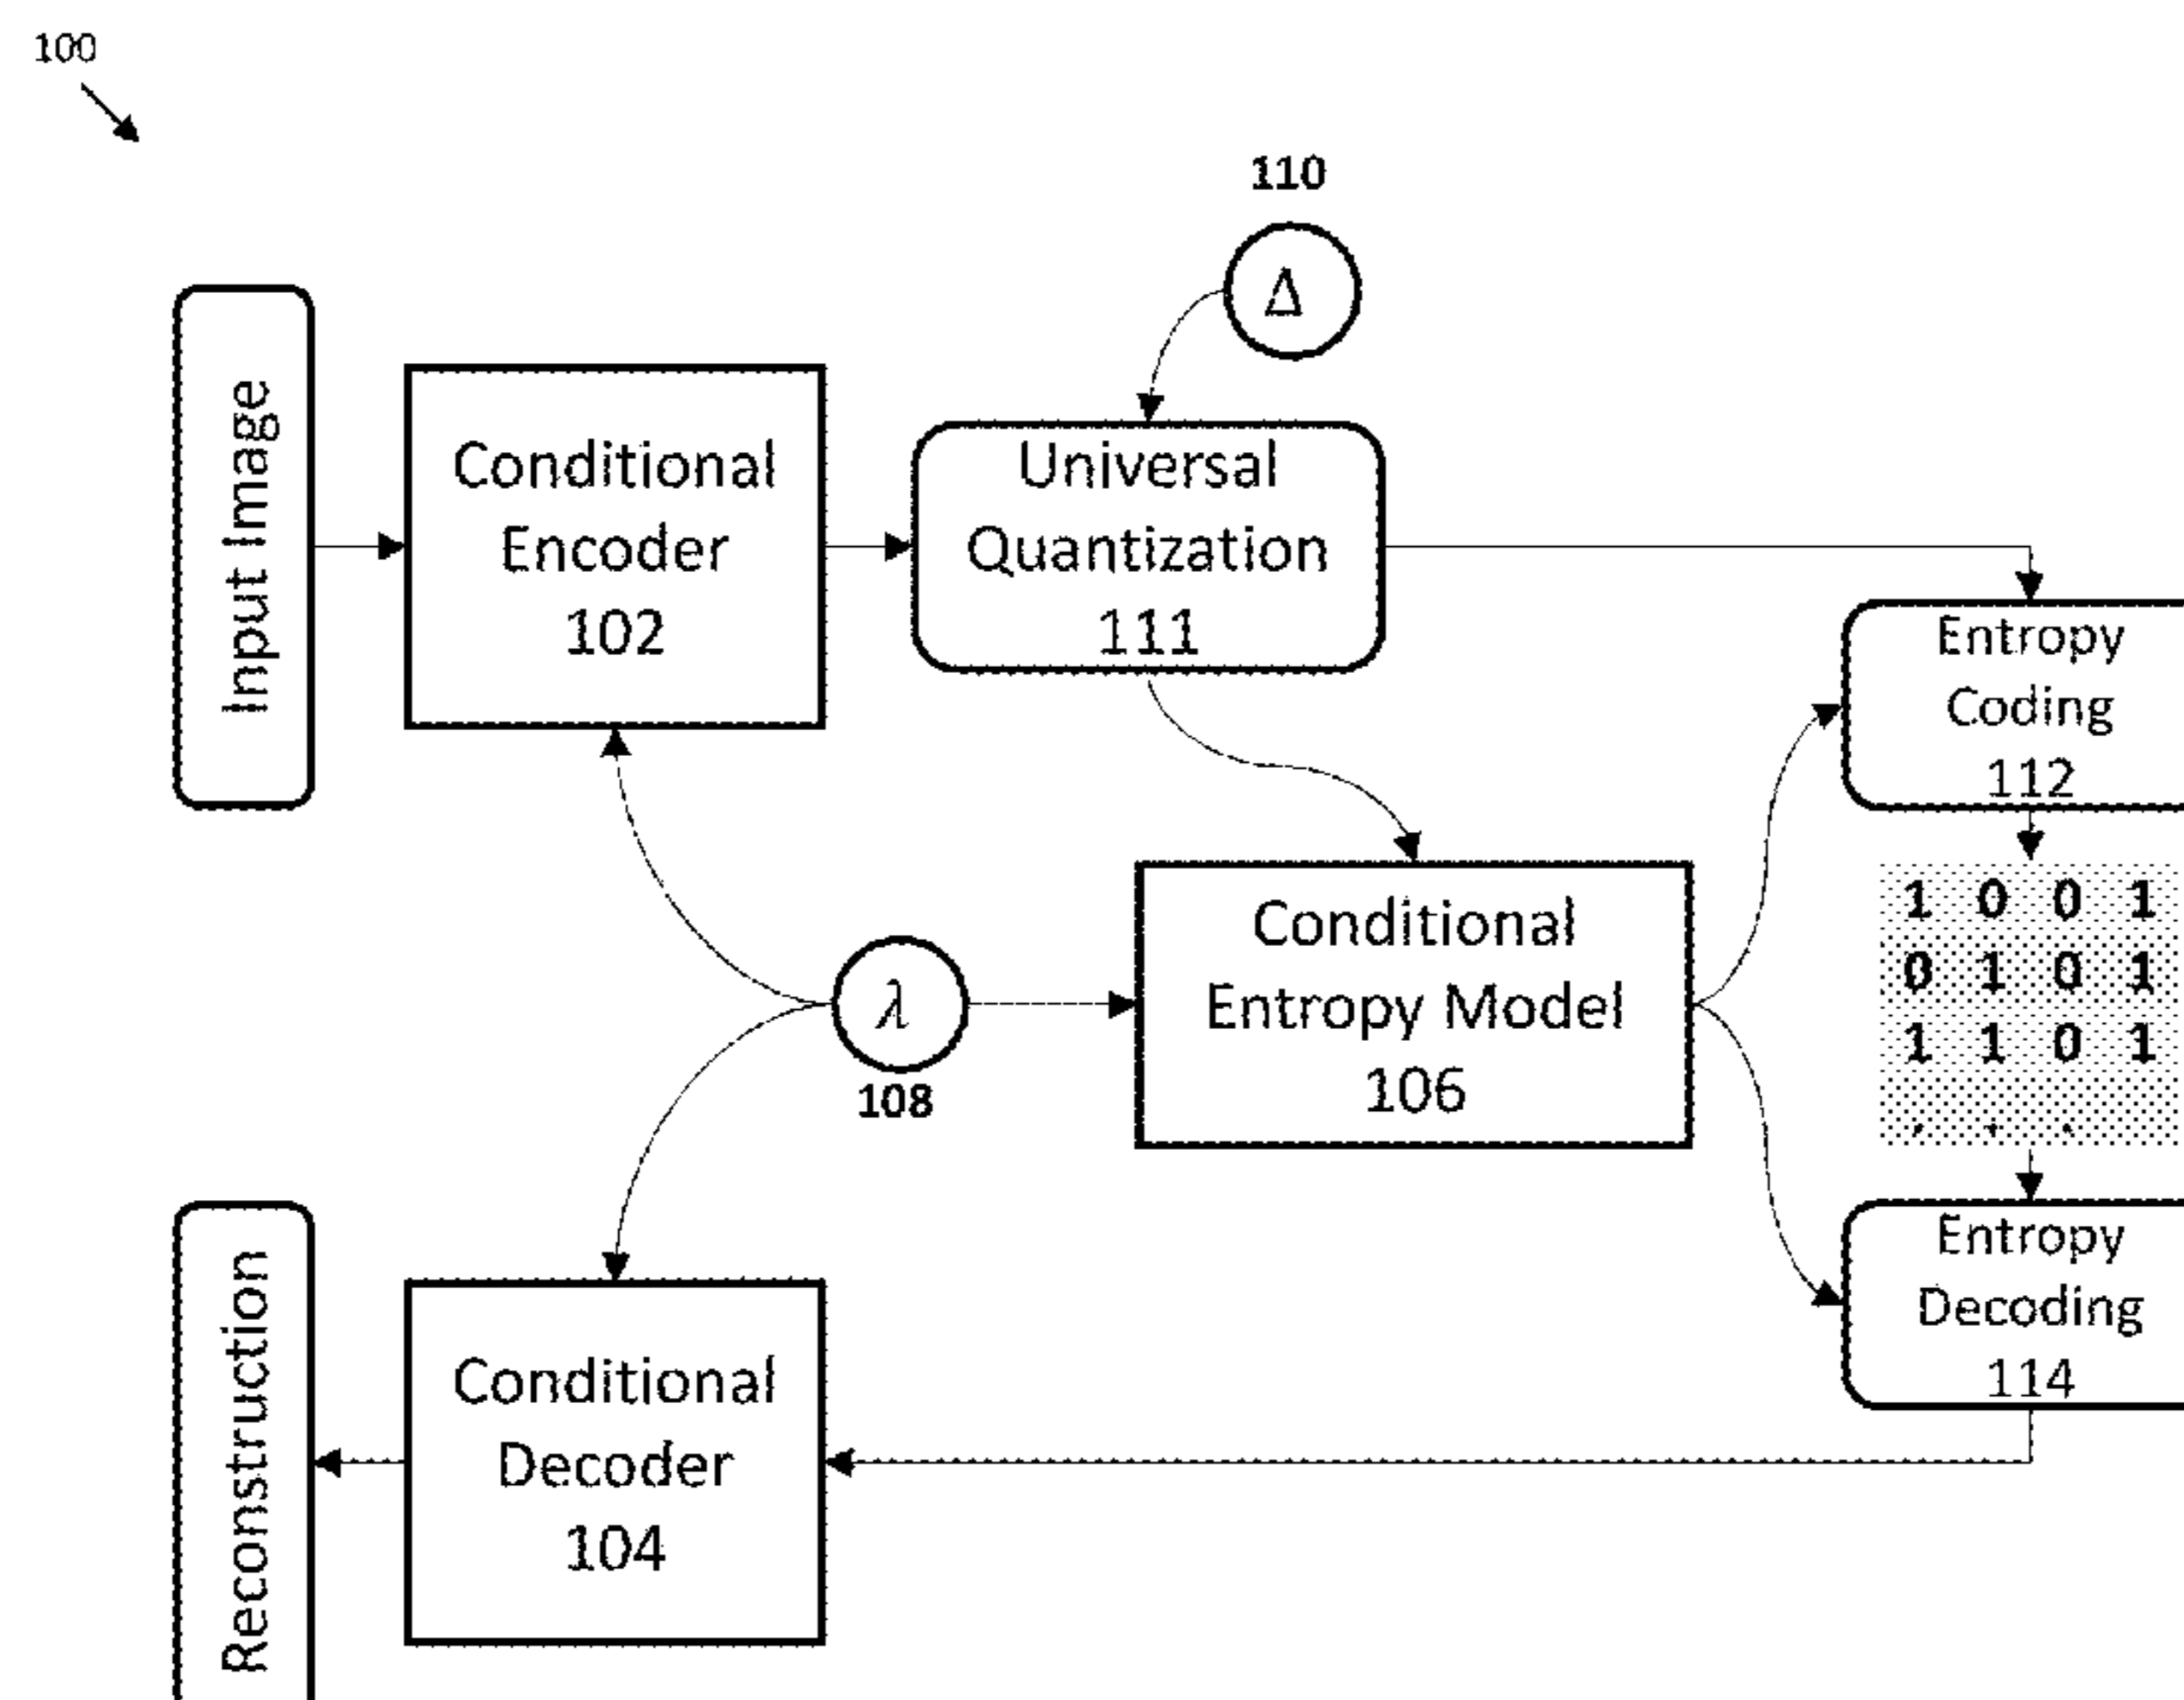 100
110
Δ
Input Image
Conditional
Encoder
102
Universal
Quantization
111
Entropy
Coding
112
1 0 0 1
0 1 0 1
1 1 0 1
. . .
Conditional
Entropy Model
106
λ
108
Entropy
Decoding
114
Conditional
Decoder
104
Reconstruction